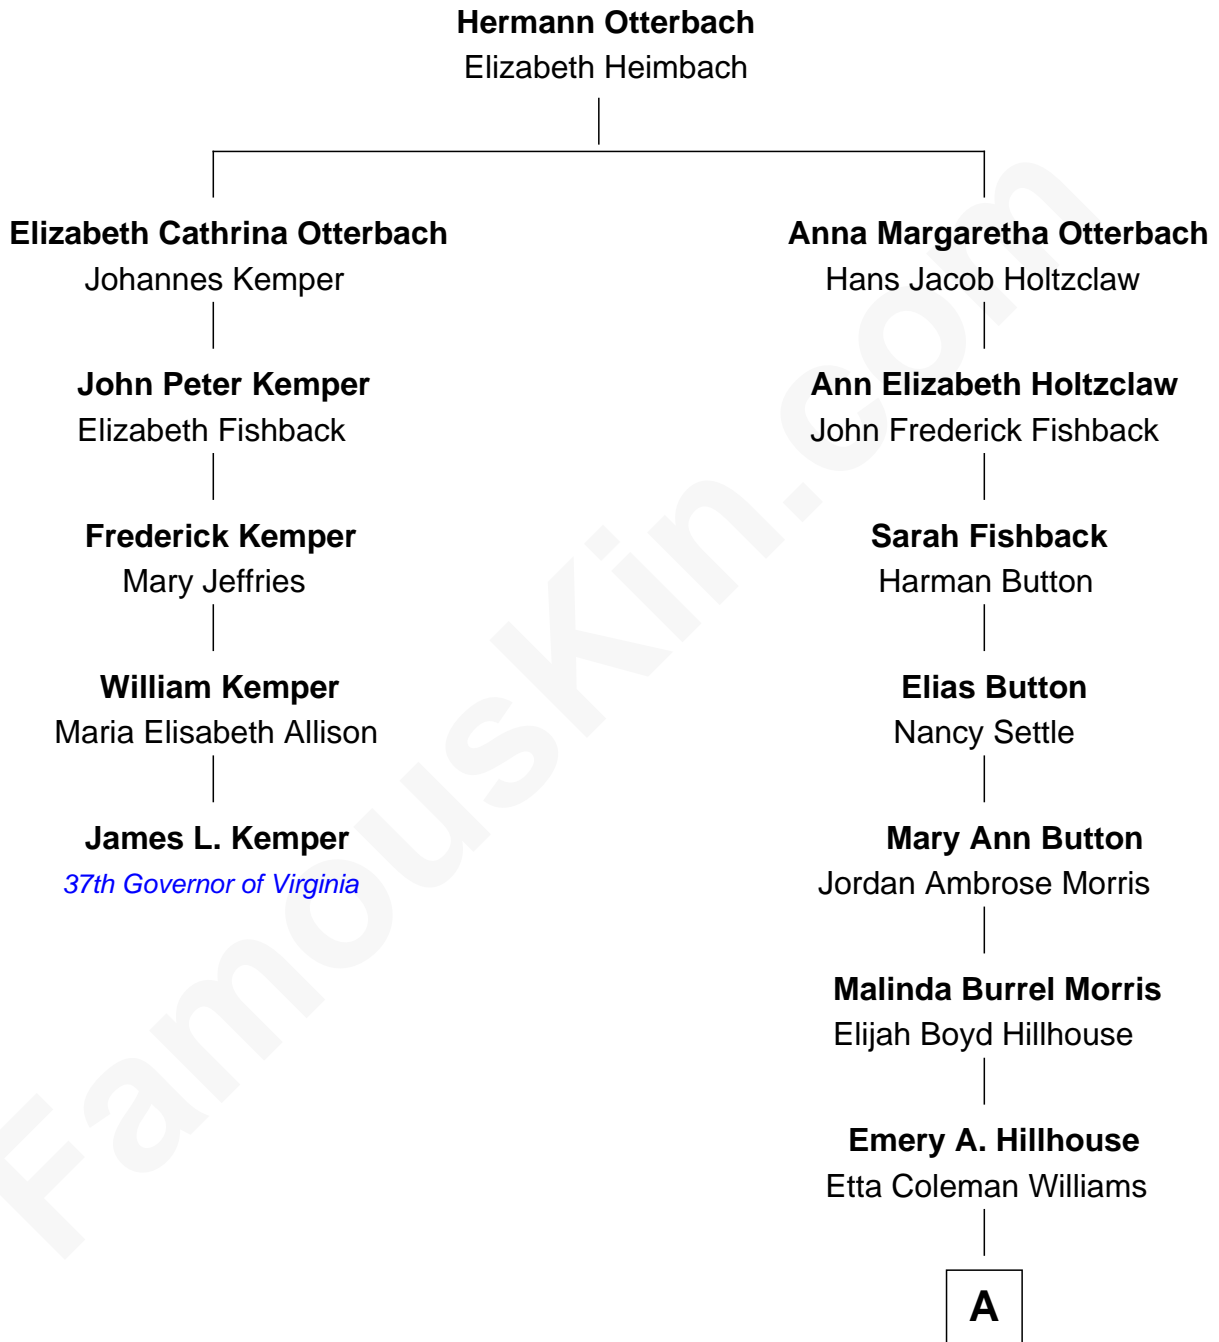 Hermann Otterbach
Elizabeth Heimbach
Elizabeth Cathrina Otterbach
Johannes Kemper
John Peter Kemper
Elizabeth Fishback
Frederick Kemper
Mary Jeffries
William Kemper
Maria Elisabeth Allison
James L. Kemper
37th Governor of Virginia
Anna Margaretha Otterbach
Hans Jacob Holtzclaw
Ann Elizabeth Holtzclaw
John Frederick Fishback
Sarah Fishback
Harman Button
Elias Button
Nancy Settle
Mary Ann Button
Jordan Ambrose Morris
Malinda Burrel Morris
Elijah Boyd Hillhouse
Emery A. Hillhouse
Etta Coleman Williams
A
FamousKin.com